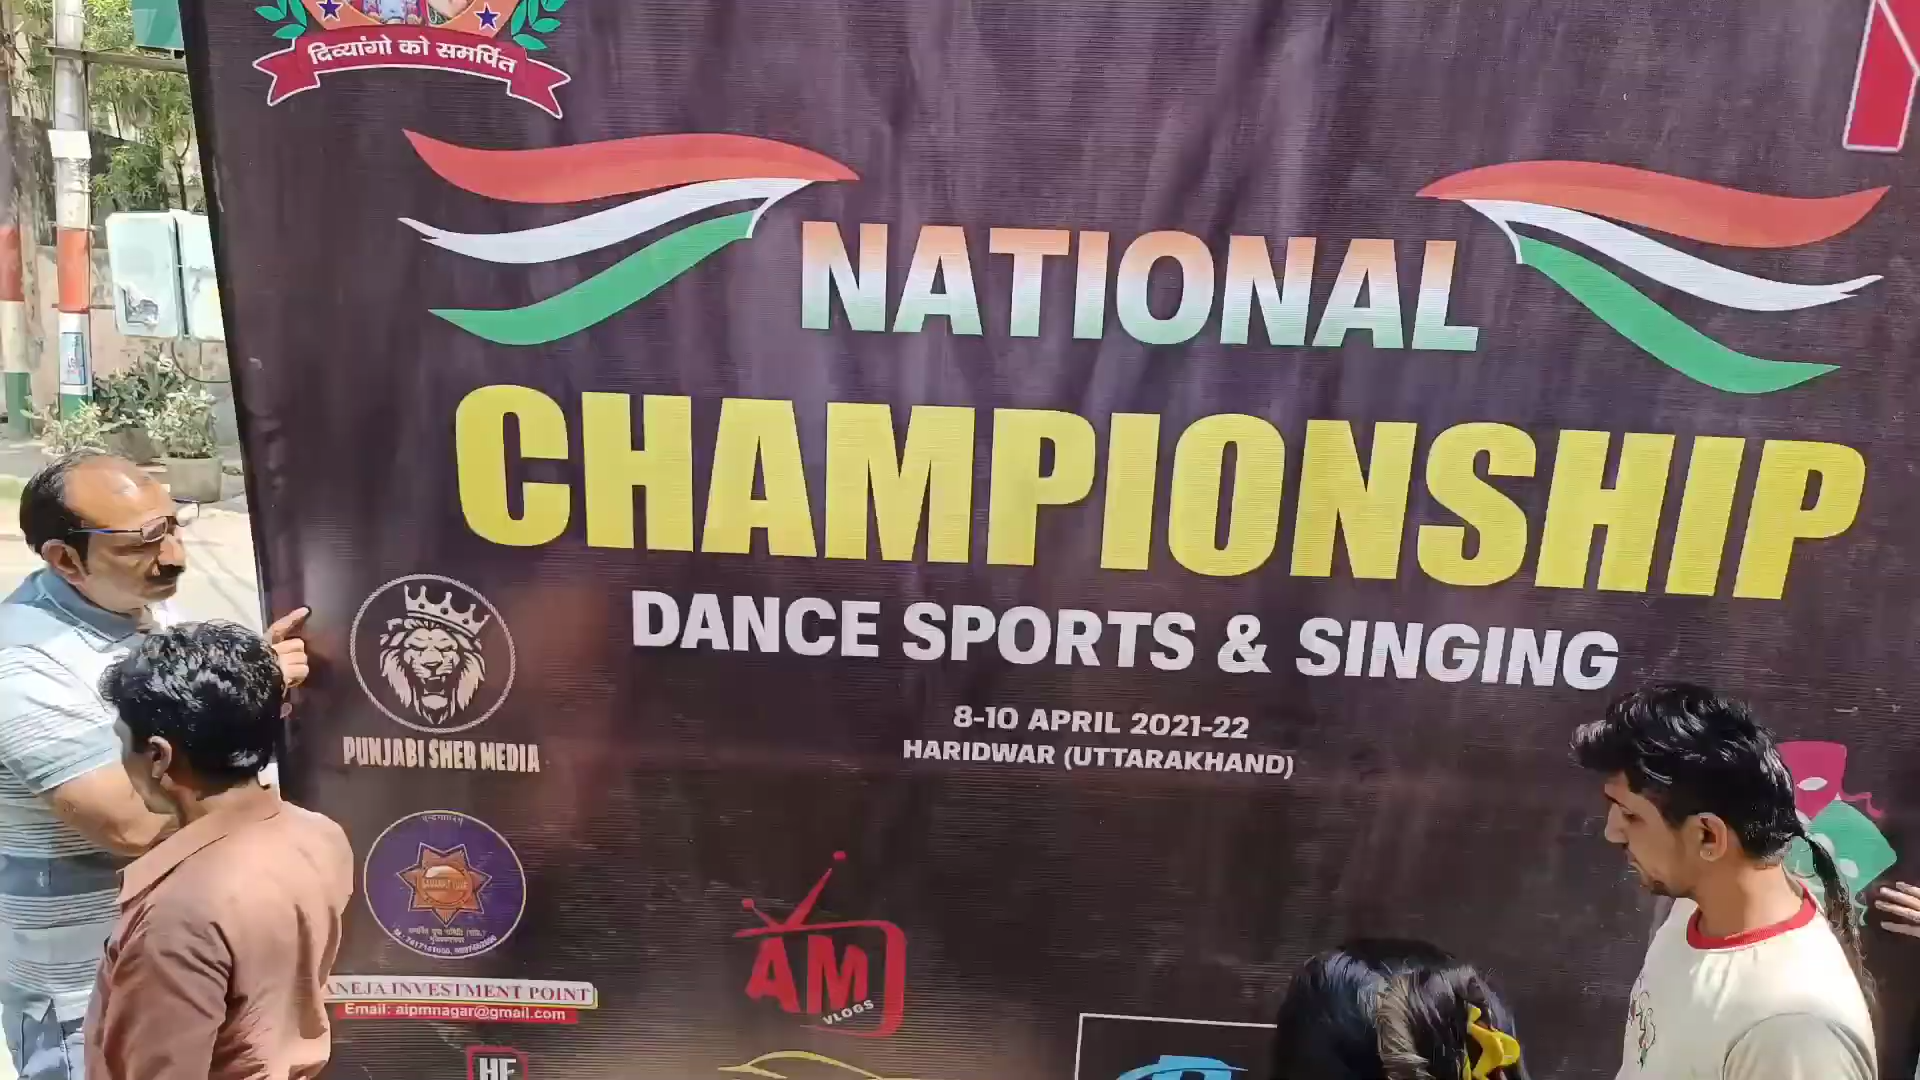 दिव्यांगो को समर्पित
NATIONAL
CHAMPIONSHIP
DANCE SPORTS & SINGING
8-10 APRIL 2021-22
HARIDWAR (UTTARAKHAND)
PUNJABI SHER MEDIA
AM
VLOGS
ANEJA INVESTMENT POINT
Email: aipmnagar@gmail.com
HF